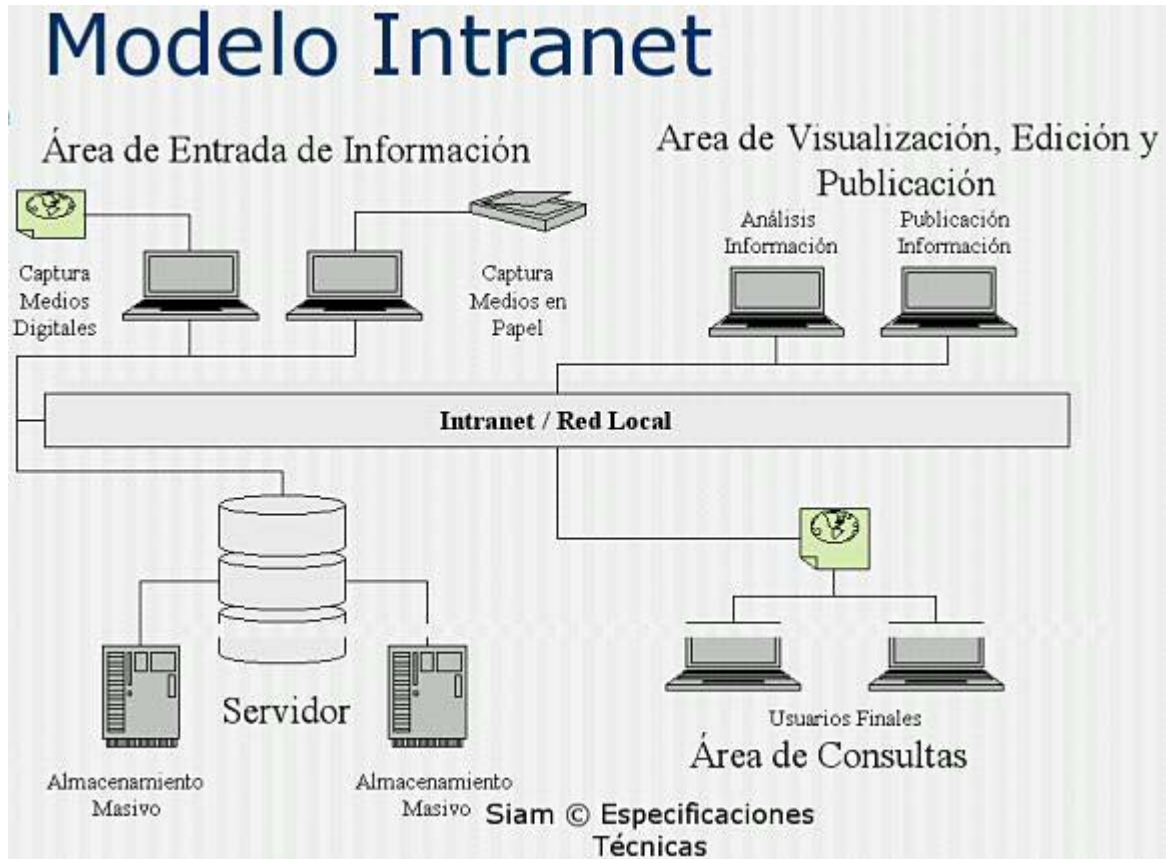 Modelo Intranet
Área de Entrada de Información
Captura
Medios
Digitales
Captura
Medios en
Papel
Area de Visualización, Edición y
Publicación
Análisis
Información
Publicación
Información
Intranet / Red Local
Servidor
Almacenamiento
Masivo
Almacenamiento
Masivo
Usuarios Finales
Área de Consultas
Siam © Especificaciones
Técnicas